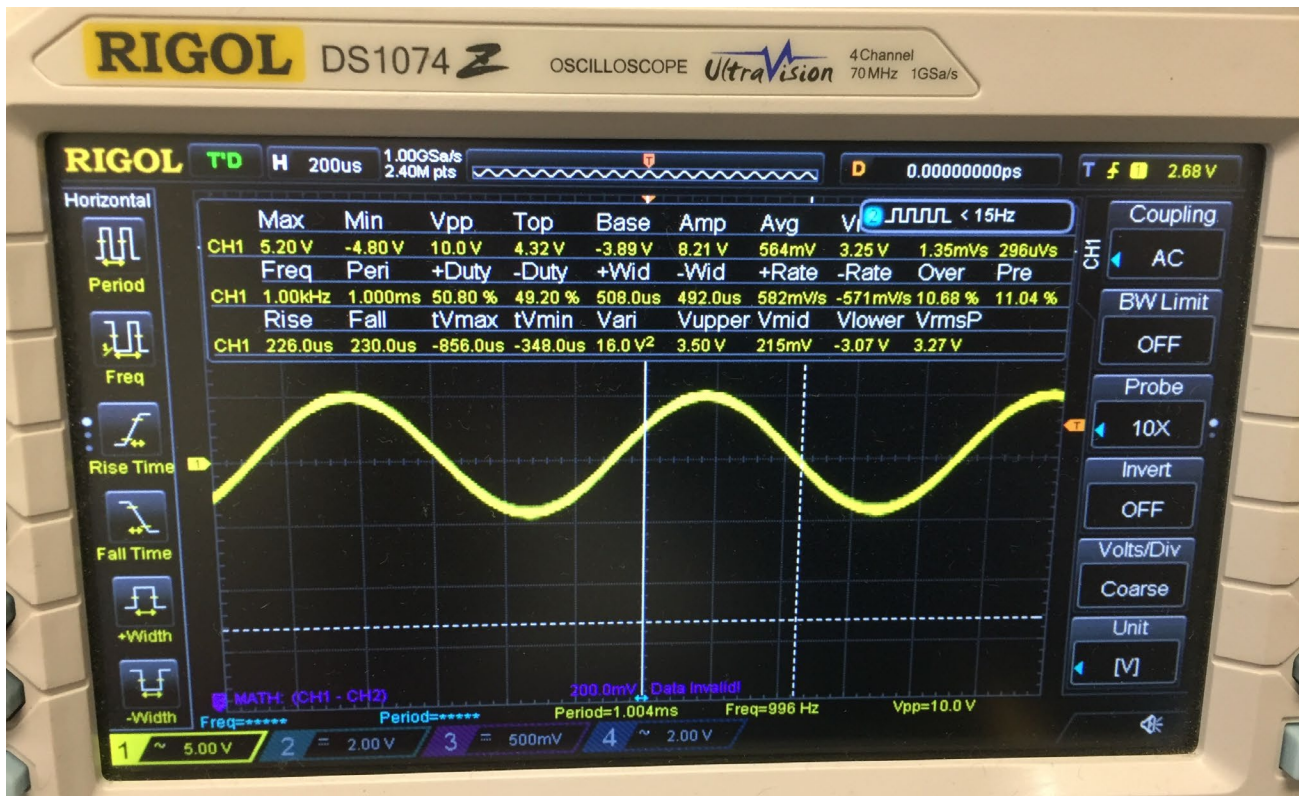 RIGOL DS1074Z OSCILLOSCOPE UltraVision 4 Channel
70 MHz 1GSa/s
RIGOL T'D H 200us 1.00GSa/s
2.40M pts
D 0.00000000ps T 1 2.68 V
Horizontal
Period
Freq
Rise Time
Fall Time
+Width
-Width
Max Min Vpp Top Base Amp Avg
2 < 15Hz
CH1 5.20 V -4.80 V 10.0 V 4.32 V -3.89 V 8.21 V 564mV 3.25 V 1.35mVs 296uVs
Freq Peri +Duty -Duty +Wid -Wid +Rate -Rate Over Pre
CH1 1.00kHz 1.000ms 50.80 % 49.20 % 508.0us 492.0us 582mV/s -571mV/s 10.68 % 11.04 %
Rise Fall tVmax tVmin Vari Vupper Vmid Vlower VrmsP
CH1 226.0us 230.0us -856.0us -348.0us 16.0 V² 3.50 V 215mV -3.07 V 3.27 V
T
1
T
MATH: (CH1 - CH2) 200.0mV Data Invalid!
Freq=***** Period=***** Period=1.004ms Freq=996 Hz Vpp=10.0 V
1 ~ 5.00 V 2 = 2.00 V 3 = 500mV 4 ~ 2.00 V
CH1
Coupling
AC
BW Limit
OFF
Probe
10X
Invert
OFF
Volts/Div
Coarse
Unit
[V]